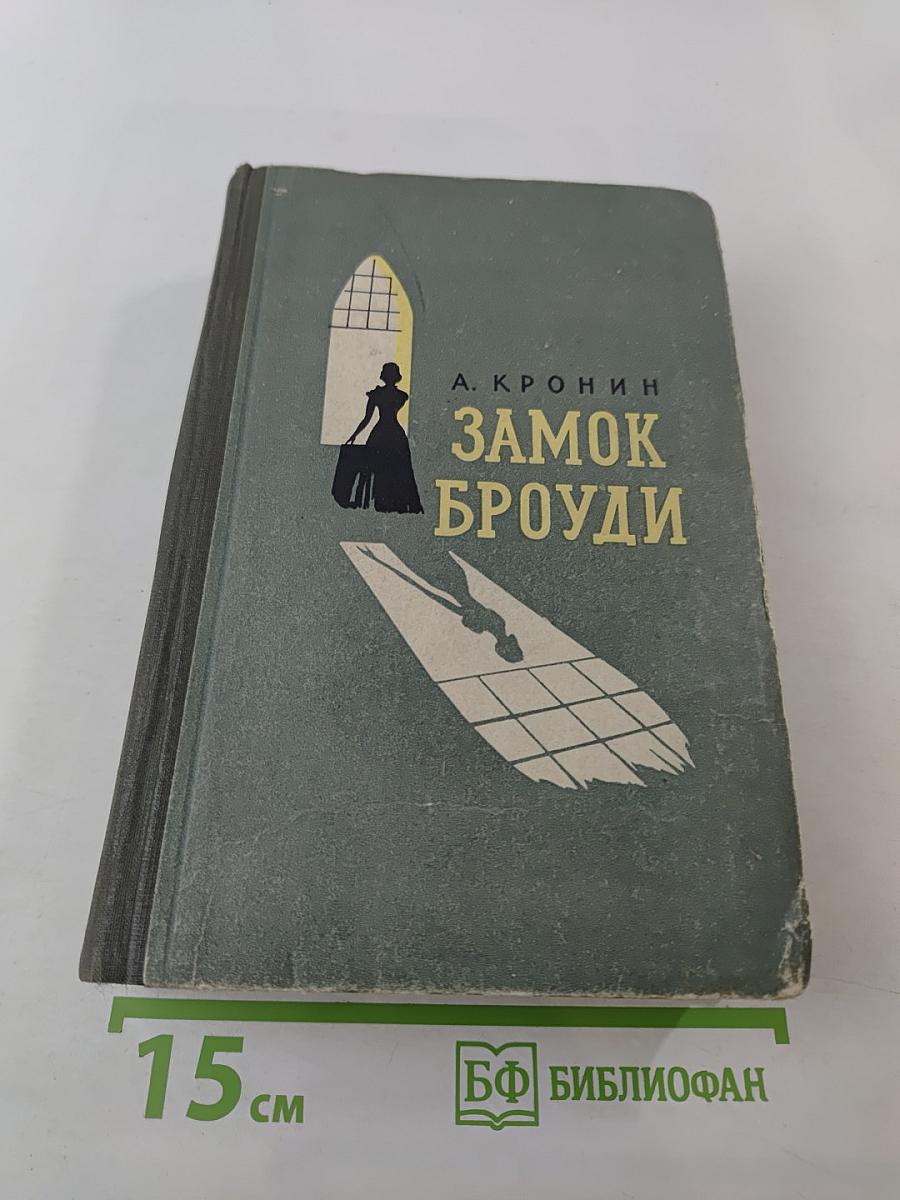 А. КРОНИН
ЗАМОК
БРОУДИ
15 см
БФ БИБЛИОФАН